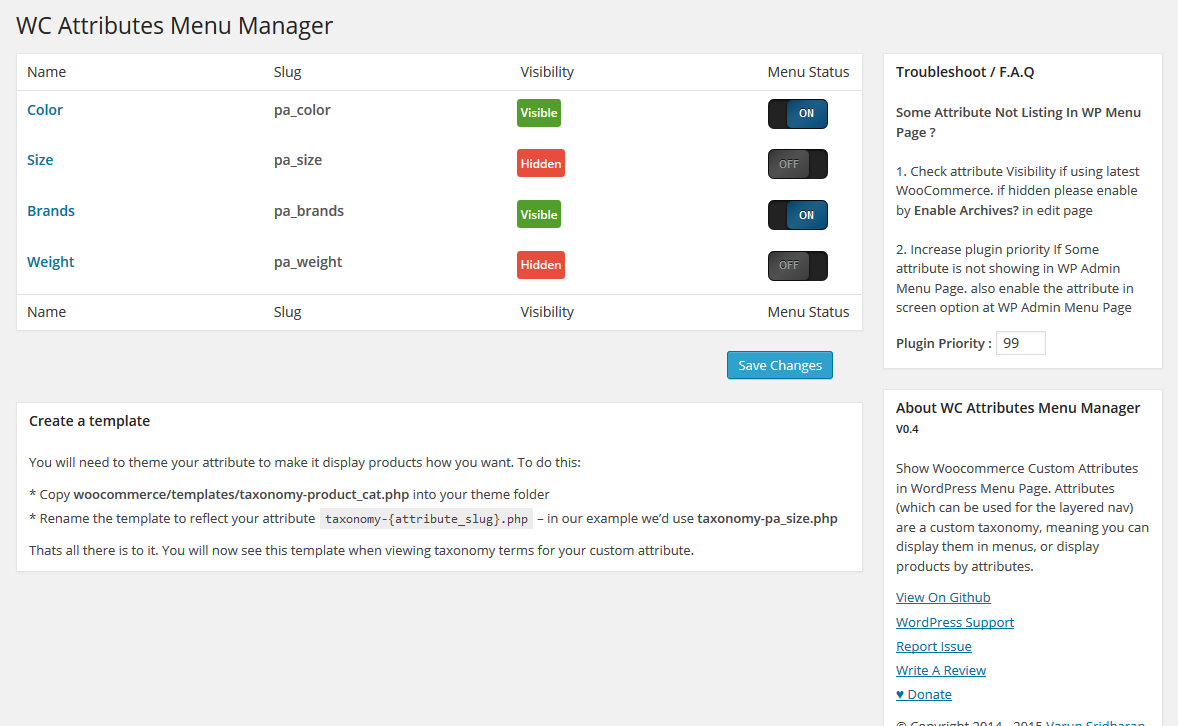 WC Attributes Menu Manager
Name Slug Visibility Menu Status
Color pa_color Visible ON
Size pa_size Hidden OFF
Brands pa_brands Visible ON
Weight pa_weight Hidden OFF
Name Slug Visibility Menu Status
Save Changes
Create a template
You will need to theme your attribute to make it display products how you want. To do this:
* Copy woocommerce/templates/taxonomy-product_cat.php into your theme folder
* Rename the template to reflect your attribute taxonomy-{attribute_slug}.php – in our example we’d use taxonomy-pa_size.php
Thats all there is to it. You will now see this template when viewing taxonomy terms for your custom attribute.
Troubleshoot / F.A.Q
Some Attribute Not Listing In WP Menu
Page ?
1. Check attribute Visibility if using latest
WooCommerce. if hidden please enable
by Enable Archives? in edit page
2. Increase plugin priority If Some
attribute is not showing in WP Admin
Menu Page. also enable the attribute in
screen option at WP Admin Menu Page
Plugin Priority : 99
About WC Attributes Menu Manager
V0.4
Show Woocommerce Custom Attributes
in WordPress Menu Page. Attributes
(which can be used for the layered nav)
are a custom taxonomy, meaning you can
display them in menus, or display
products by attributes.
View On Github
WordPress Support
Report Issue
Write A Review
♥ Donate
© Copyright 2014 - 2015 Varun Sridharan